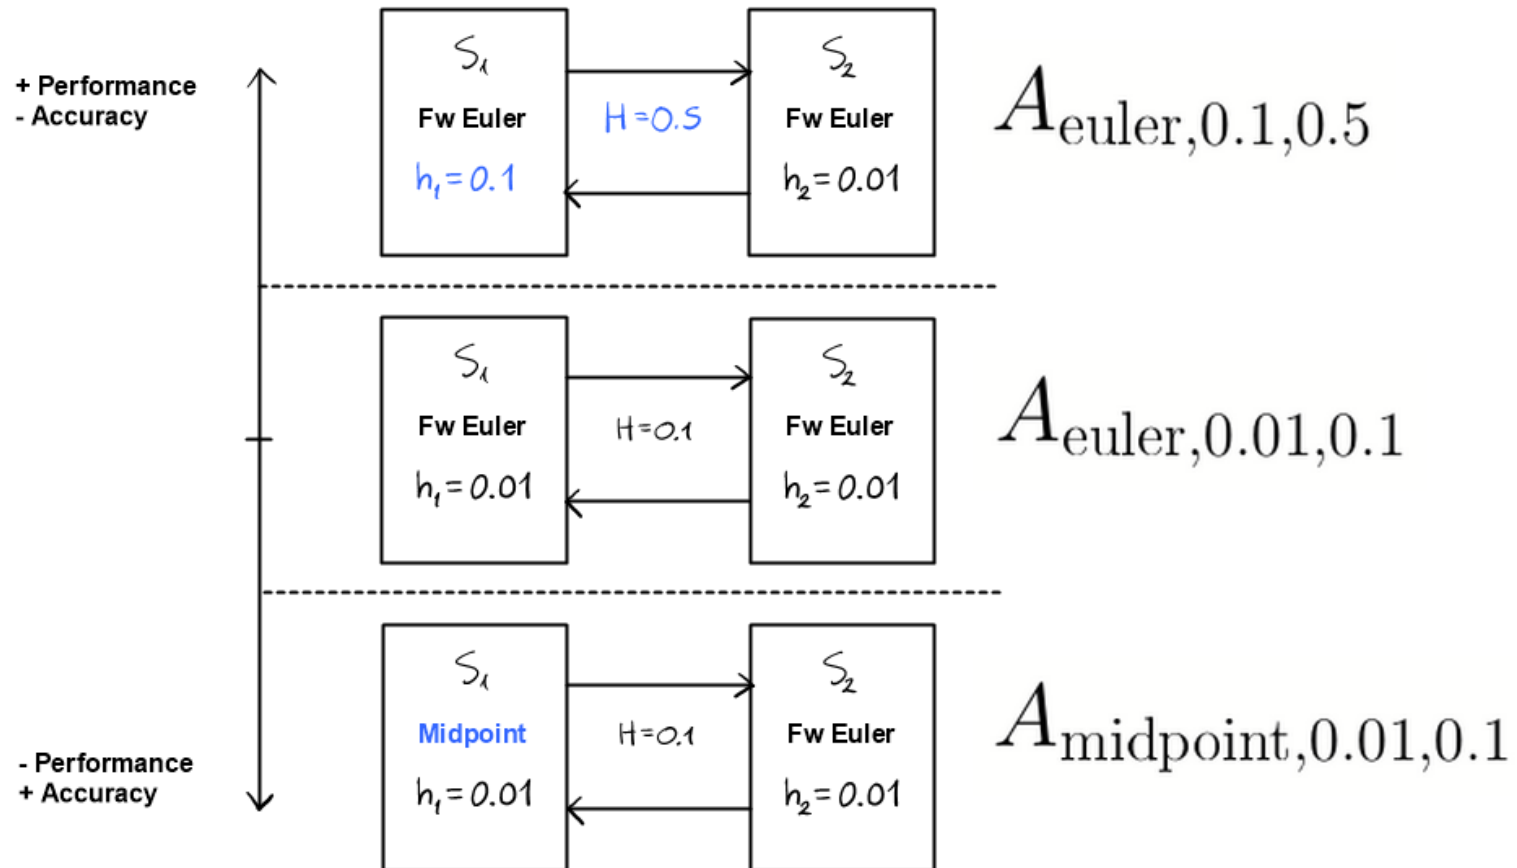 + Performance
- Accuracy
S₁
Fw Euler
h₁=0.1
H=0.5
S₂
Fw Euler
h₂=0.01
A_euler,0.1,0.5
S₁
Fw Euler
h₁=0.01
H=0.1
S₂
Fw Euler
h₂=0.01
A_euler,0.01,0.1
- Performance
+ Accuracy
S₁
Midpoint
h₁=0.01
H=0.1
S₂
Fw Euler
h₂=0.01
A_midpoint,0.01,0.1